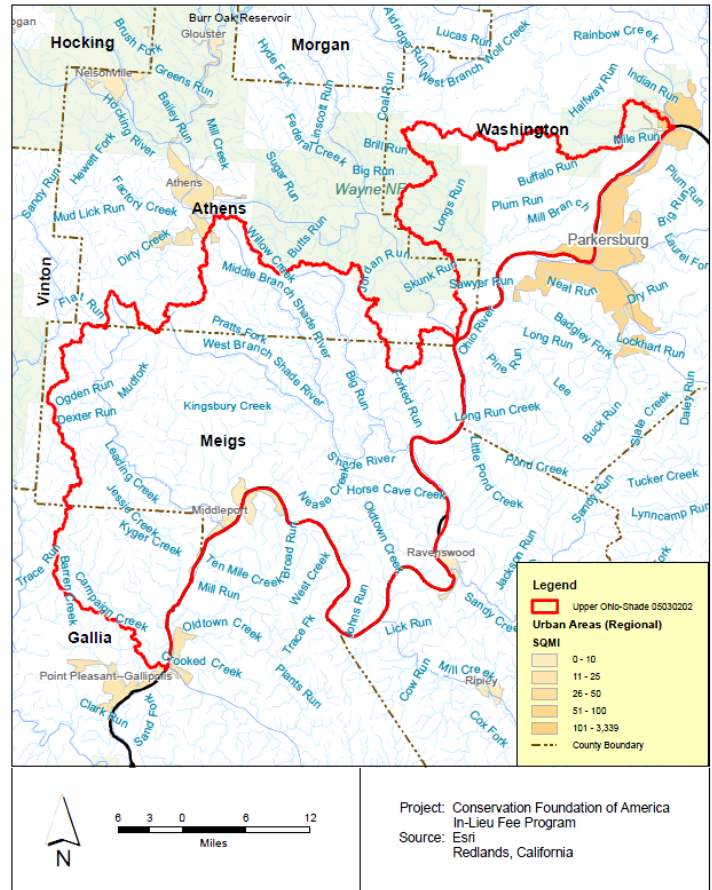 Burr Oak Reservoir
ogan
Hocking
Brush Fork
Glouster
Greens Run
Nelsonville
Hyde Fork
Morgan
Aldridge Run
Lucas Run
West Branch Wolf Creek
Rainbow Creek
Halfway Run
Indian Run
Hocking River
Bailey Run
Mill Creek
Linscott Run
Federal Creek
Coal Run
Brill Run
Washington
Mile Run
Sandy Run
Hewett Fork
Athens
Factory Creek
Sugar Run
Big Run
Wayne NF
Longs Run
Buffalo Run
Plum Run
Mill Branch
Plum Run
Big Run
Mud Lick Run
Athens
Dirty Creek
Willow Creek
Butts Run
Parkersburg
Laurel For
Vinton
Middle Branch Shade River
Jordan Run
Skunk Run
Sawyer Run
Neal Run
Dry Run
Flat Run
Pratts Fork
West Branch Shade River
Ohio River
Pine Run
Long Run
Badgley Fork
Lockhart Run
Ogden Run
Mudfork
Dexter Run
Kingsbury Creek
Big Run
Forked Run
Lee
Long Run Creek
Buck Run
Slate Creek
Daley Run
Meigs
Leading Creek
Shade River
Little Pond Creek
Pond Creek
Jessie Creek
Middleport
Nease Creek
Horse Cave Creek
Sandy Run
Tucker Creek
Lynncamp Run
Kyger Creek
Oldtown Creek
Broad Run
Ravenswood
Jackson Run
Fork
Trace Run
Barren Creek
Ten Mile Creek
West Creek
Campaign Creek
Mill Run
Johns Run
Sandy Creek
Gallia
Oldtown Creek
Trace Fk
Lick Run
Crooked Creek
Point Pleasant--Gallipolis
Plants Run
Cow Run
Mill Creek
Ripley
Clark Run
Sand Fork
Cox Fork
Legend
Upper Ohio-Shade 05030202
Urban Areas (Regional)
SQMI
0 - 10
11 - 25
26 - 50
51 - 100
101 - 3,339
County Boundary
N
6 3 0 6 12
Miles
Project: Conservation Foundation of America
In-Lieu Fee Program
Source: Esri
Redlands, California